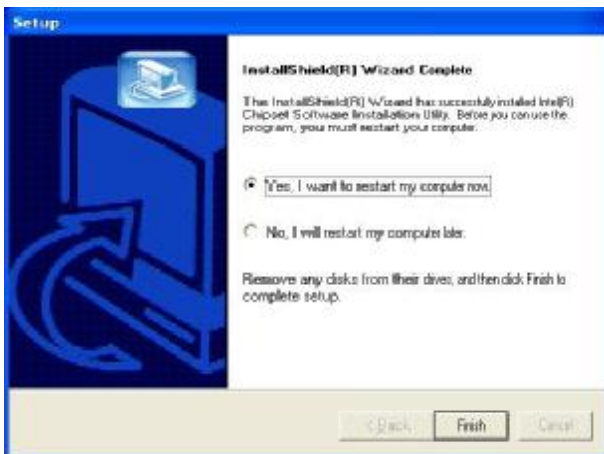 Setup
InstallShield(R) Wizard Complete
The InstallShield(R) Wizard has successfully installed Intel(R)
Chipset Software Installation Utility. Before you can use the
program, you must restart your computer.
Yes, I want to restart my computer now.
No, I will restart my computer later.
Remove any disks from their drives, and then click Finish to
complete setup.
< Back
Finish
Cancel